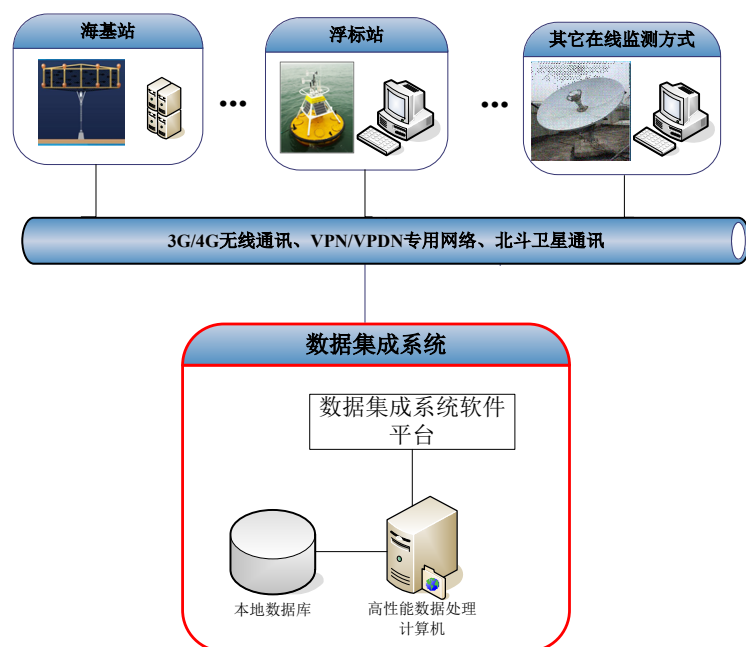 海基站
浮标站
其它在线监测方式
3G/4G无线通讯、VPN/VPDN专用网络、北斗卫星通讯
数据集成系统
数据集成系统软件
平台
本地数据库
高性能数据处理
计算机